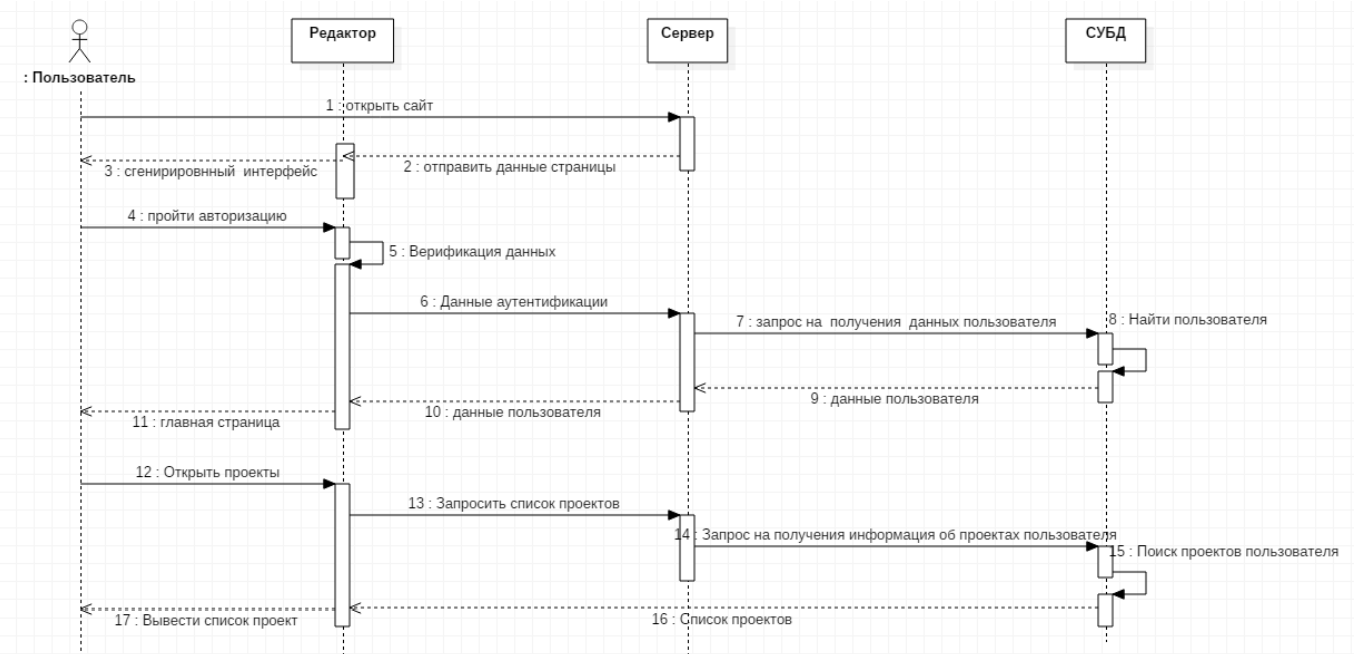 Редактор
Сервер
СУБД
: Пользователь
1 : открыть сайт
2 : отправить данные страницы
3 : сгенирировнный интерфейс
4 : пройти авторизацию
5 : Верификация данных
6 : Данные аутентификации
7 : запрос на получения данных пользователя
8 : Найти пользователя
9 : данные пользователя
10 : данные пользователя
11 : главная страница
12 : Открыть проекты
13 : Запросить список проектов
14 : Запрос на получения информация об проектах пользователя
15 : Поиск проектов пользователя
16 : Список проектов
17 : Вывести список проект